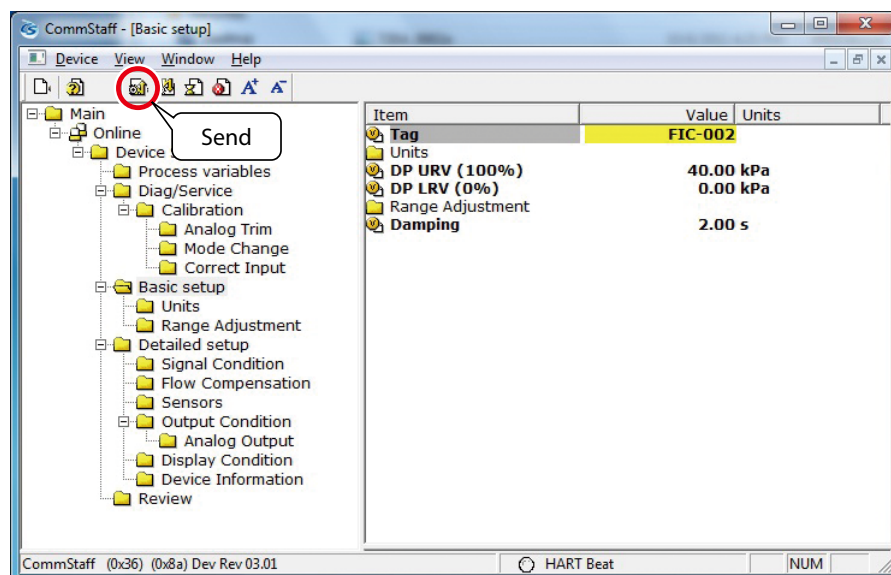 CommStaff - [Basic setup]
Device View Window Help
Send
Main
Online
Device
Process variables
Diag/Service
Calibration
Analog Trim
Mode Change
Correct Input
Basic setup
Units
Range Adjustment
Detailed setup
Signal Condition
Flow Compensation
Sensors
Output Condition
Analog Output
Display Condition
Device Information
Review
Item Value Units
Tag FIC-002
Units
DP URV (100%) 40.00 kPa
DP LRV (0%) 0.00 kPa
Range Adjustment
Damping 2.00 s
CommStaff (0x36) (0x8a) Dev Rev 03.01 HART Beat NUM